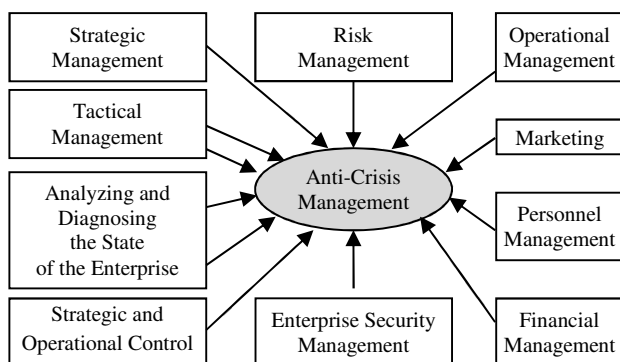 Strategic
Management
Risk
Management
Operational
Management
Tactical
Management
Marketing
Anti-Crisis
Management
Analyzing and
Diagnosing
the State
of the Enterprise
Personnel
Management
Strategic and
Operational Control
Enterprise Security
Management
Financial
Management